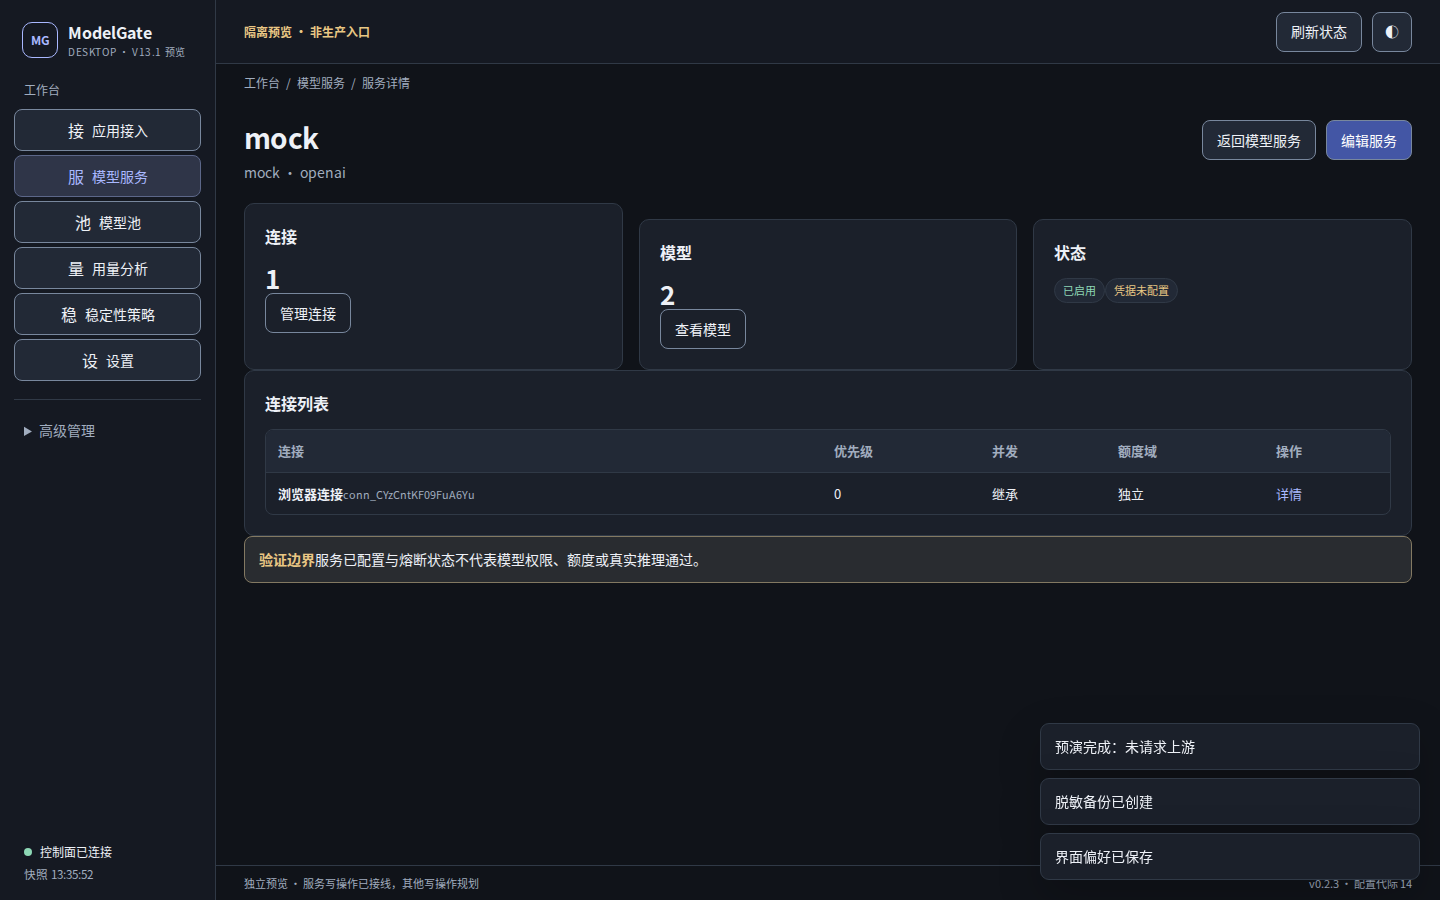 MG
ModelGate
DESKTOP · V13.1 预览
工作台
接 应用接入
服 模型服务
池 模型池
量 用量分析
稳 稳定性策略
设 设置
▶ 高级管理
控制面已连接
快照 13:35:52
隔离预览 · 非生产入口
刷新状态
工作台 / 模型服务 / 服务详情
mock
mock · openai
返回模型服务
编辑服务
连接
1
管理连接
模型
2
查看模型
状态
已启用
凭据未配置
连接列表
连接 优先级 并发 额度域 操作
浏览器连接conn_CYzCntKF09FuA6Yu 0 继承 独立 详情
验证边界服务已配置与熔断状态不代表模型权限、额度或真实推理通过。
预演完成：未请求上游
脱敏备份已创建
界面偏好已保存
独立预览 · 服务写操作已接线，其他写操作规划
v0.2.3 · 配置代际 14